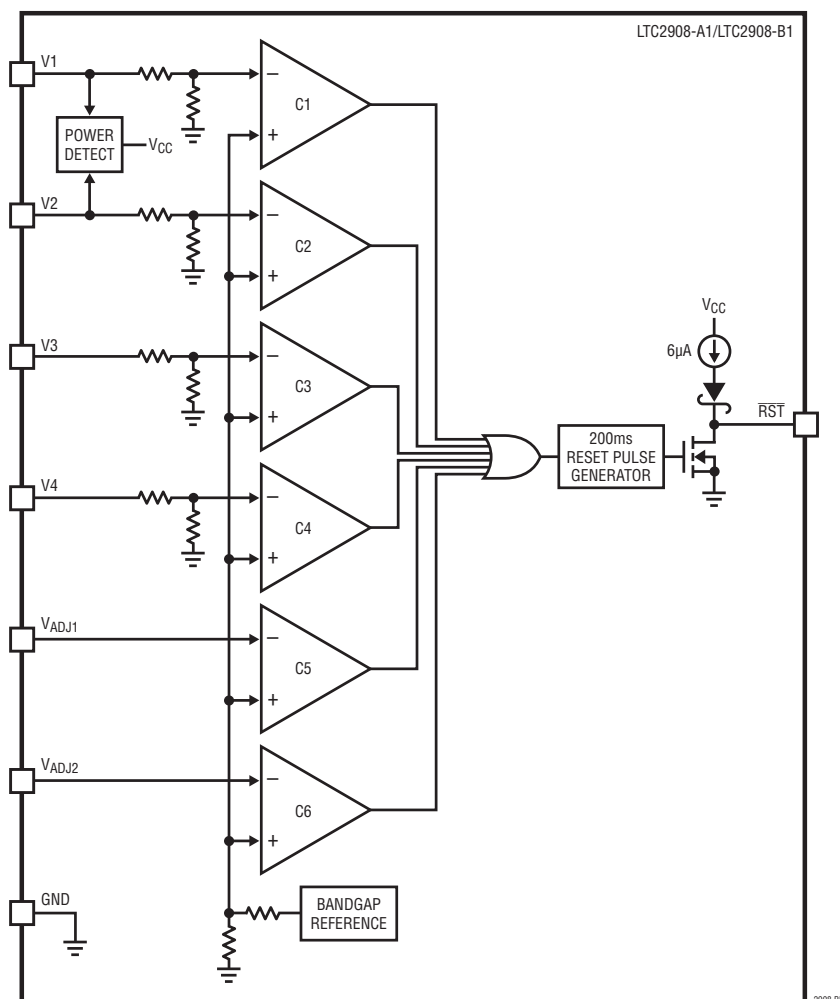 LTC2908-A1/LTC2908-B1
V1
−
C1
+
POWER
DETECT
VCC
V2
−
C2
+
V3
−
C3
+
V4
−
C4
+
VADJ1
−
C5
+
VADJ2
−
C6
+
VCC
6µA
RST
200ms
RESET PULSE
GENERATOR
GND
BANDGAP
REFERENCE